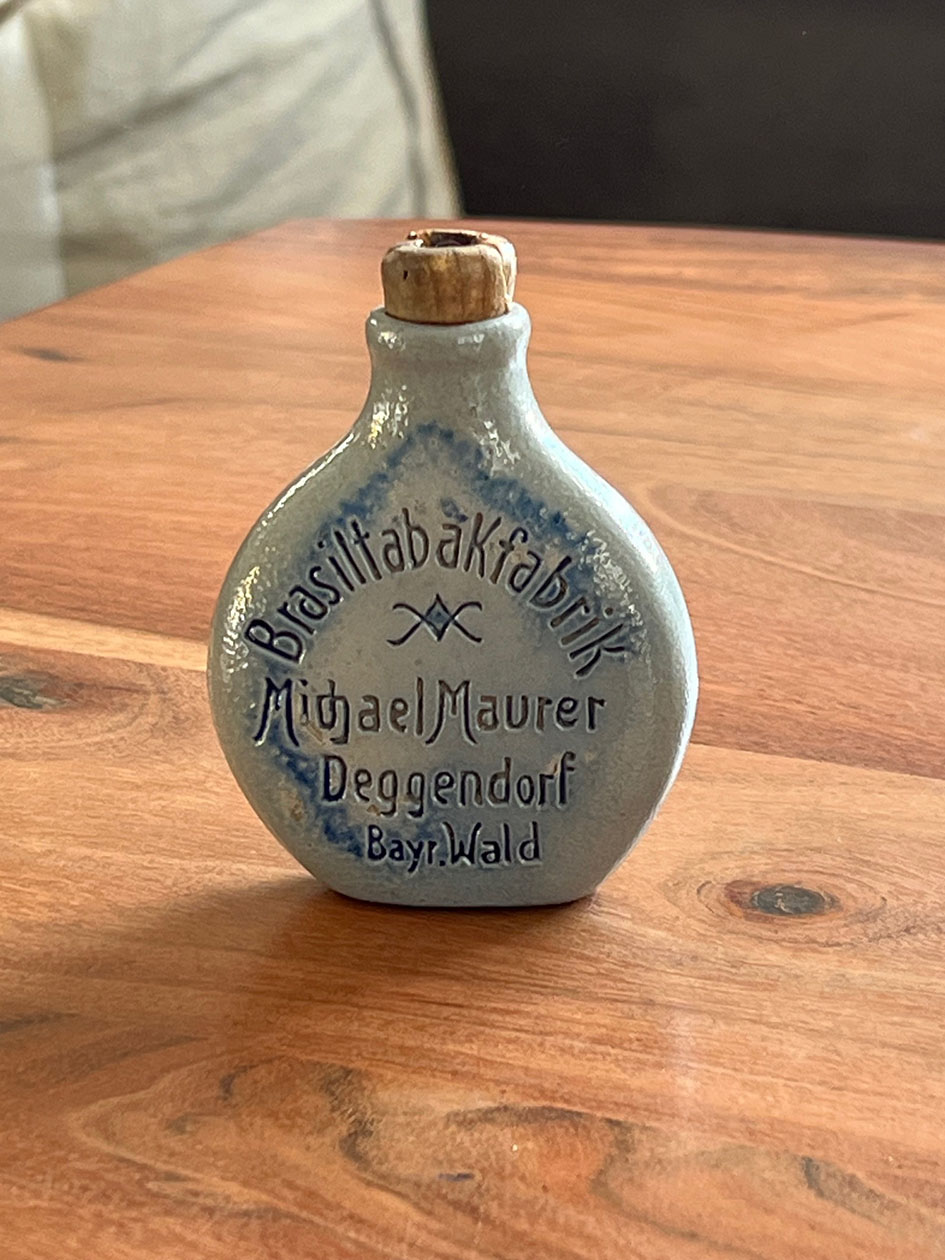 Brasiltabakfabrik
Michael Maurer
Deggendorf
Bayr. Wald